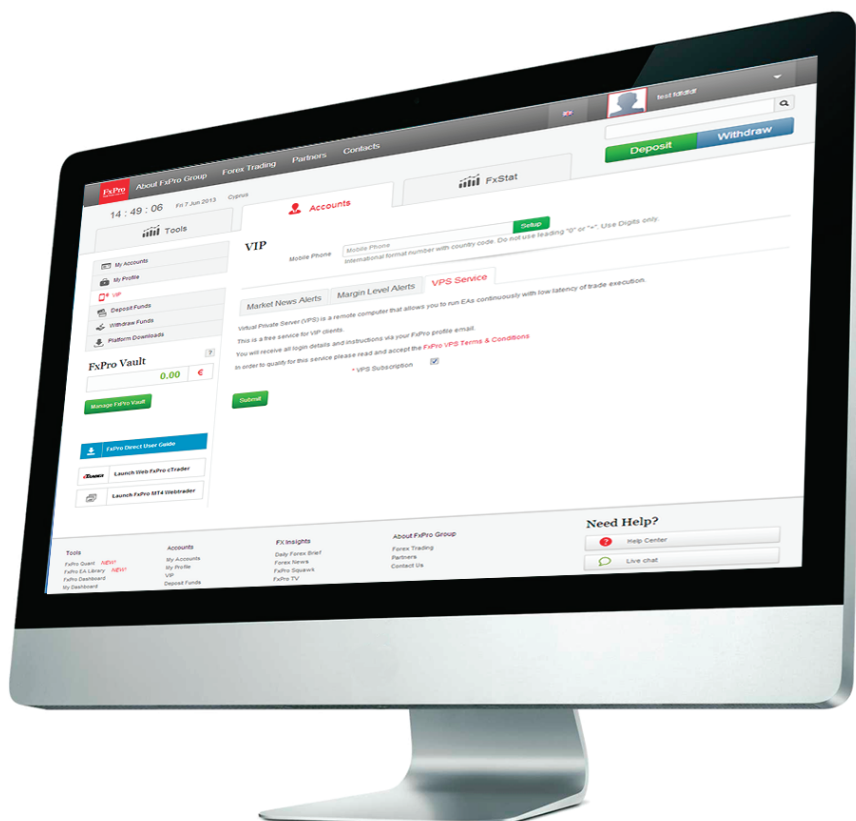 FxPro About FxPro Group Forex Trading Partners Contacts
14 : 49 : 06 Fri 7 Jun 2013 Cyprus
Deposit Withdraw
Tools Accounts FxStat
My Accounts
My Profile
VIP
Deposit Funds
Withdraw Funds
Platform Downloads
FxPro Vault ?
0.00 €
Manage FxPro Vault
FxPro Direct User Guide
cTrader Launch Web FxPro cTrader
Launch FxPro MT4 Webtrader
VIP
Mobile Phone Mobile Phone Setup
International format number with country code. Do not use leading "0" or "+". Use Digits only.
Market News Alerts Margin Level Alerts VPS Service
Virtual Private Server (VPS) is a remote computer that allows you to run EAs continuously with low latency of trade execution.
This is a free service for VIP clients.
You will receive all login details and instructions via your FxPro profile email.
In order to qualify for this service please read and accept the FxPro VPS Terms & Conditions
* VPS Subscription
Submit
Tools
FxPro Quant NEW!
FxPro EA Library NEW!
FxPro Dashboard
My Dashboard
Accounts
My Accounts
My Profile
VIP
Deposit Funds
FX Insights
Daily Forex Brief
Forex News
FxPro Squawk
FxPro TV
About FxPro Group
Forex Trading
Partners
Contact Us
Need Help?
? Help Center
Live chat